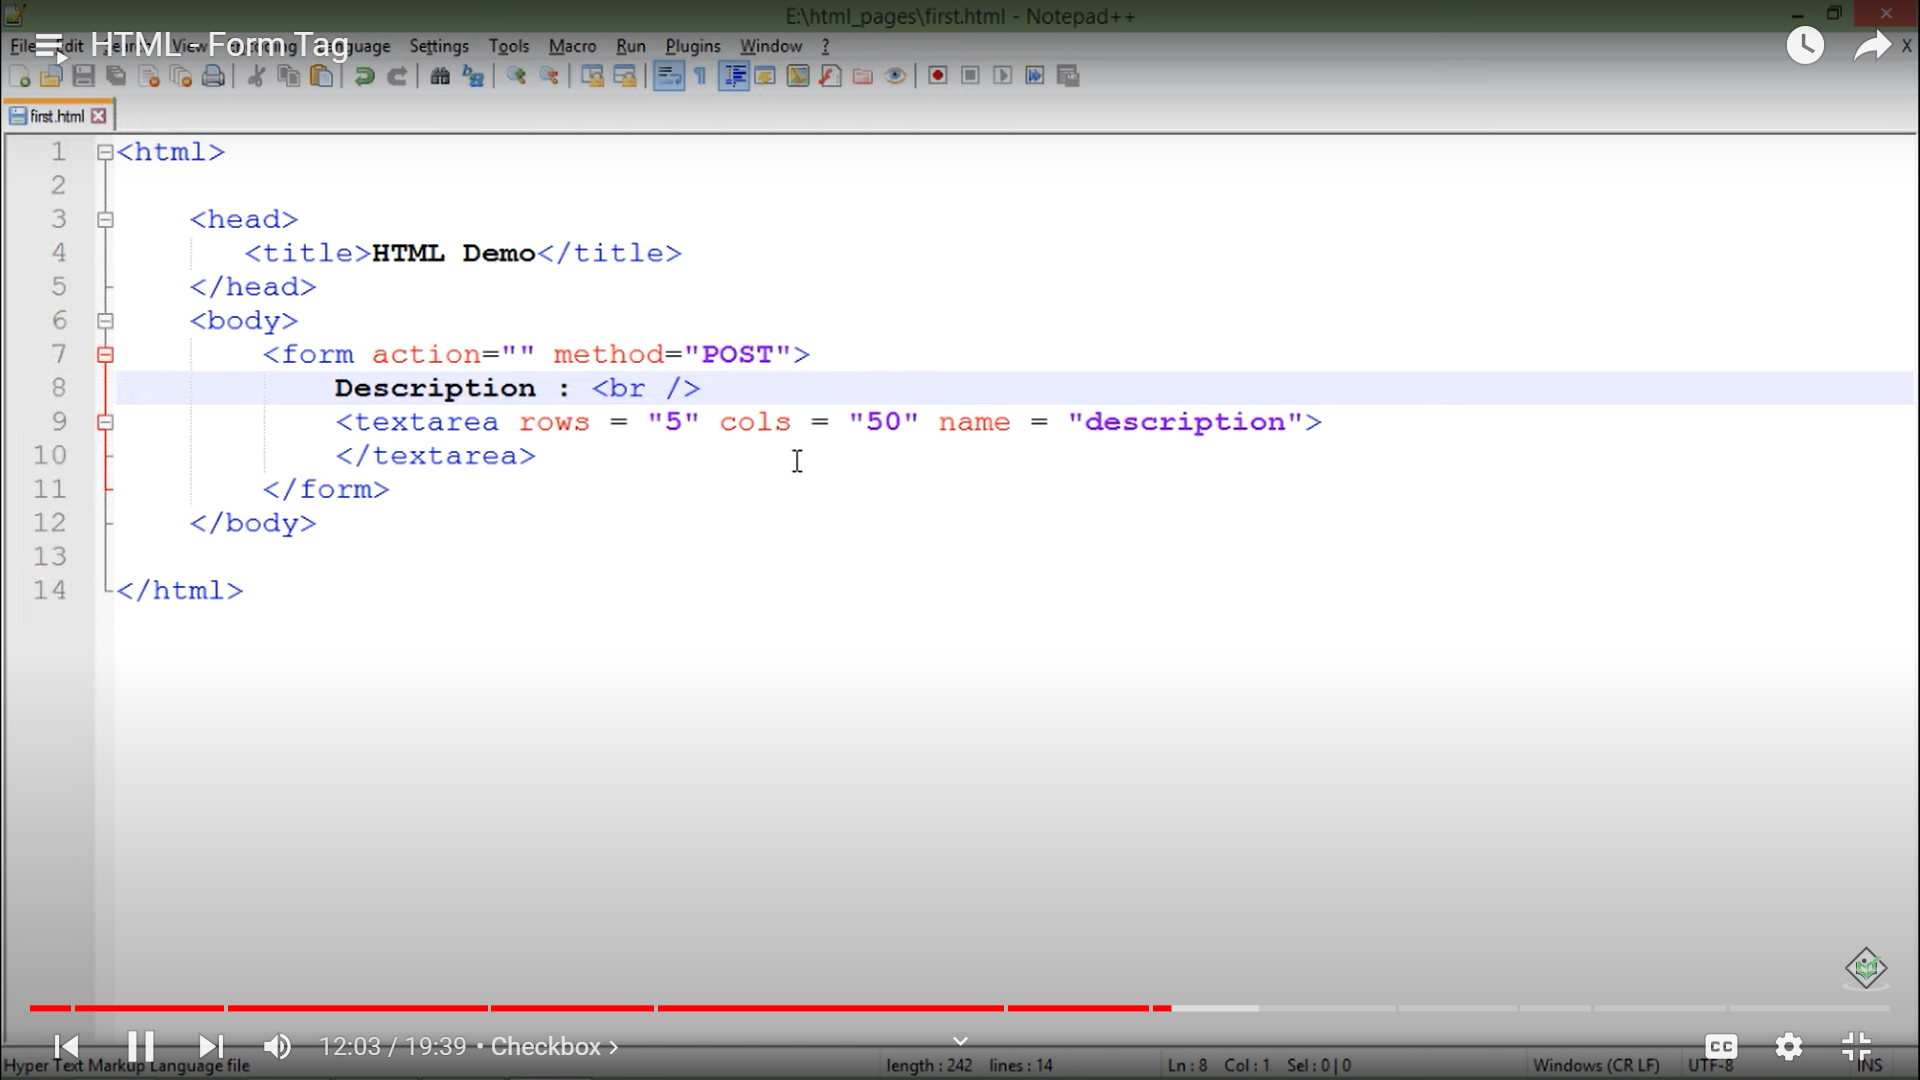 E:\html_pages\first.html - Notepad++
HTML - Form Tag
File Edit Search View Encoding Language Settings Tools Macro Run Plugins Window ?
X
first.html
1 <html>
2
3 <head>
4 <title>HTML Demo</title>
5 </head>
6 <body>
7 <form action="" method="POST">
8 Description : <br />
9 <textarea rows = "5" cols = "50" name = "description">
10 </textarea>
11 </form>
12 </body>
13
14 </html>
12:03 / 19:39 • Checkbox >
CC
Hyper Text Markup Language file length : 242 lines : 14 Ln : 8 Col : 1 Sel : 0 | 0 Windows (CR LF) UTF-8 INS